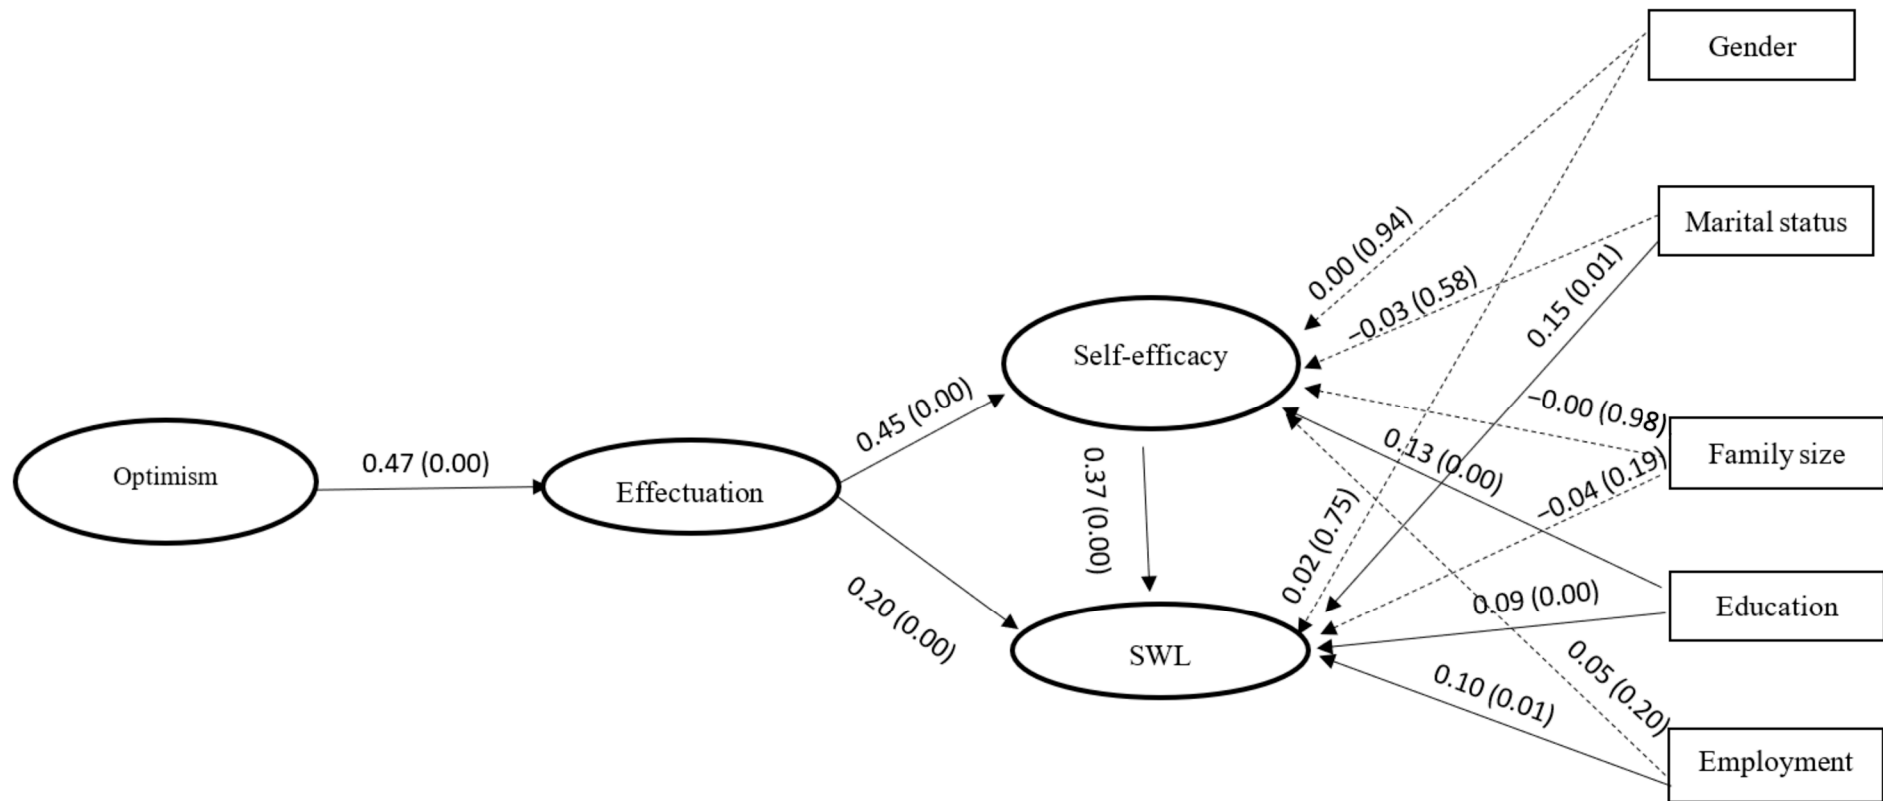 Gender
Marital status
0.00 (0.94)
−0.03 (0.58)
0.15 (0.01)
Self-efficacy
−0.00 (0.98)
0.45 (0.00)
0.13 (0.00)
Family size
−0.04 (0.19)
0.47 (0.00)
Optimism
Effectuation
0.37 (0.00)
0.02 (0.75)
0.20 (0.00)
0.09 (0.00)
Education
SWL
0.05 (0.20)
0.10 (0.01)
Employment